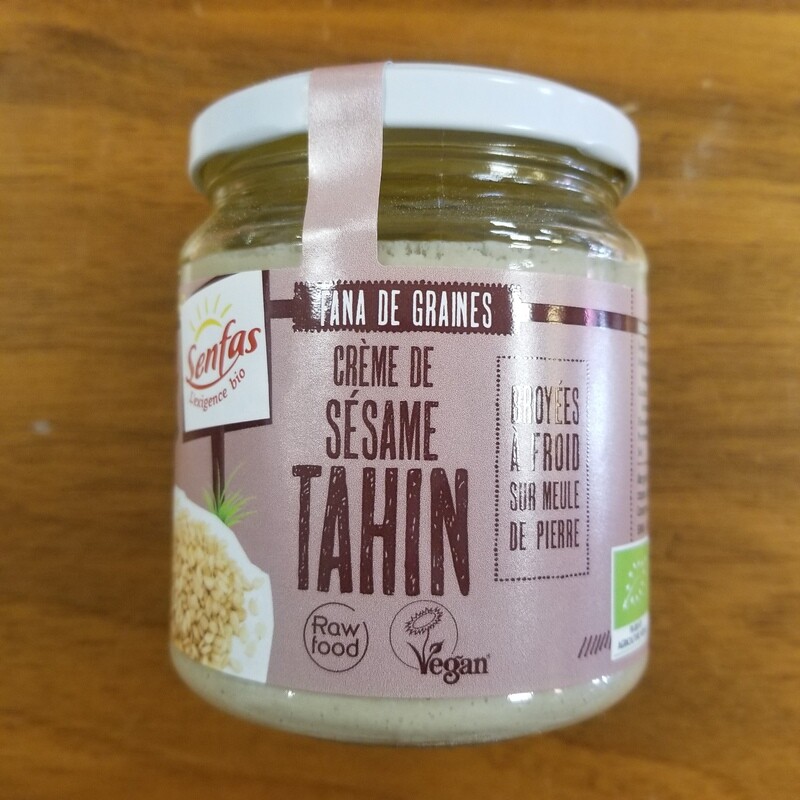 Senfas
L'exigence bio
FANA DE GRAINES
CRÈME DE
SÉSAME
TAHIN
BROYÉES
À FROID
SUR MEULE
DE PIERRE
Raw
food
Vegan